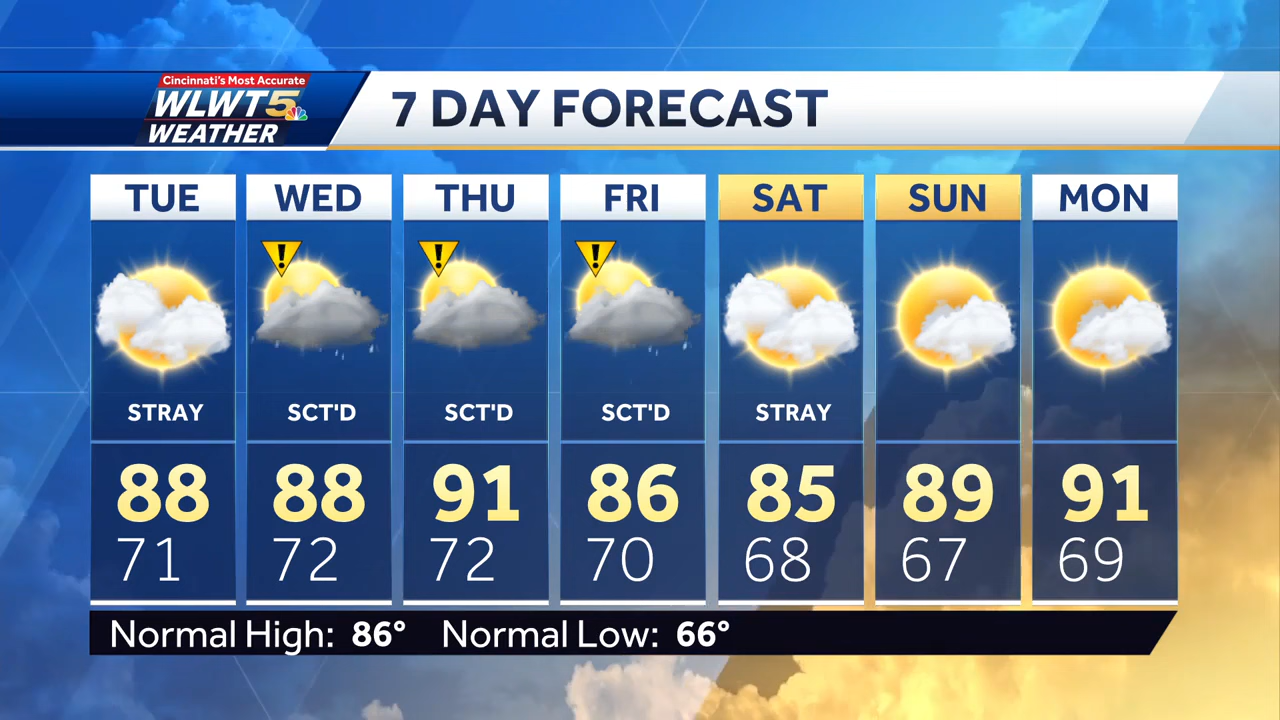 Cincinnati's Most Accurate
WLWT5
WEATHER
7 DAY FORECAST
TUE WED THU FRI SAT SUN MON
! ! !
STRAY SCT'D SCT'D SCT'D STRAY
88 88 91 86 85 89 91
71 72 72 70 68 67 69
Normal High: 86° Normal Low: 66°